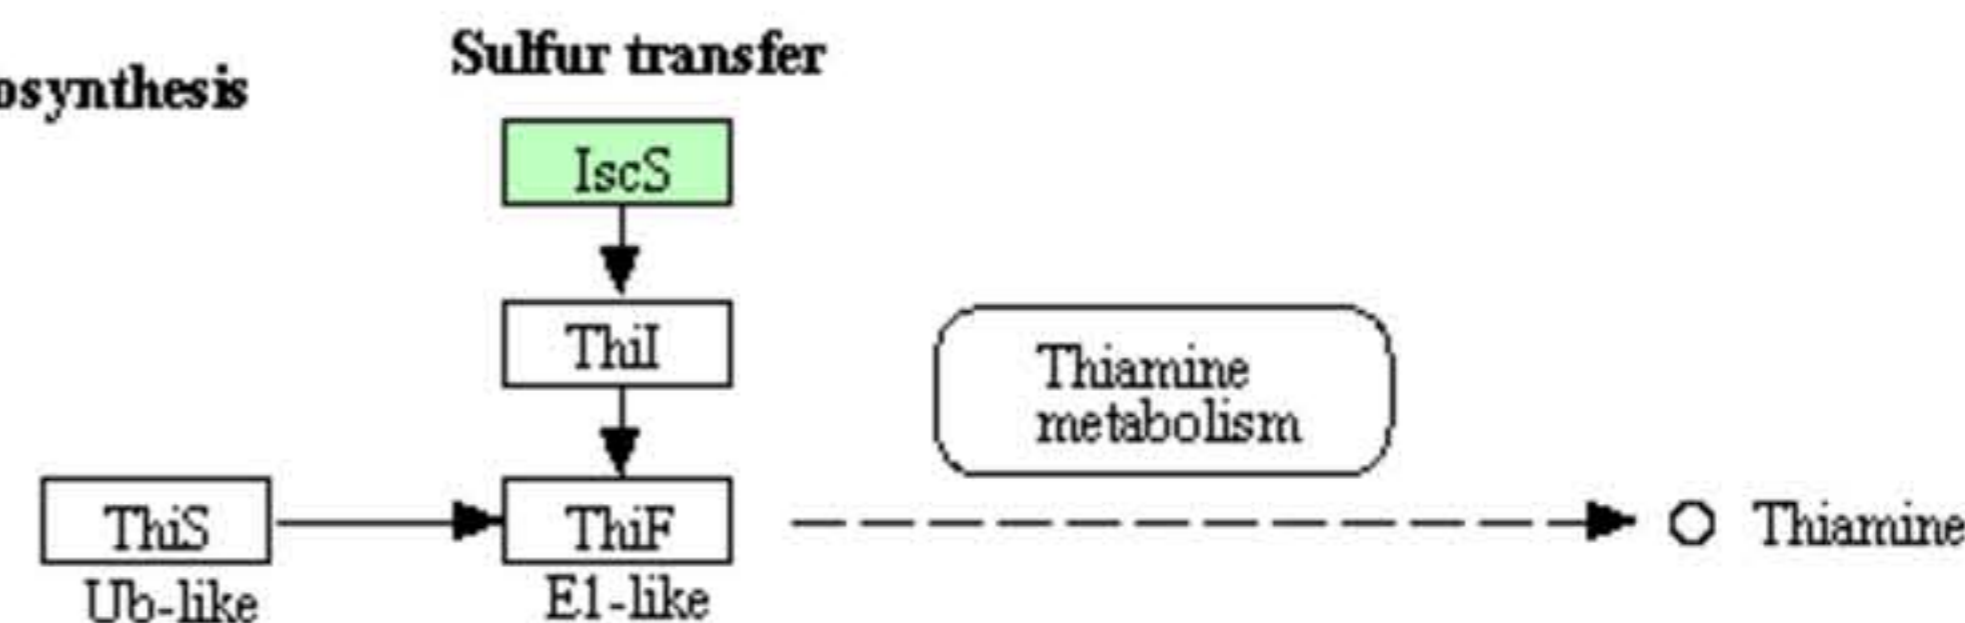 Sulfur transfer
osynthesis
IscS
ThiI
Thiamine
metabolism
ThiS
ThiF
Thiamine
Ub-like
E1-like